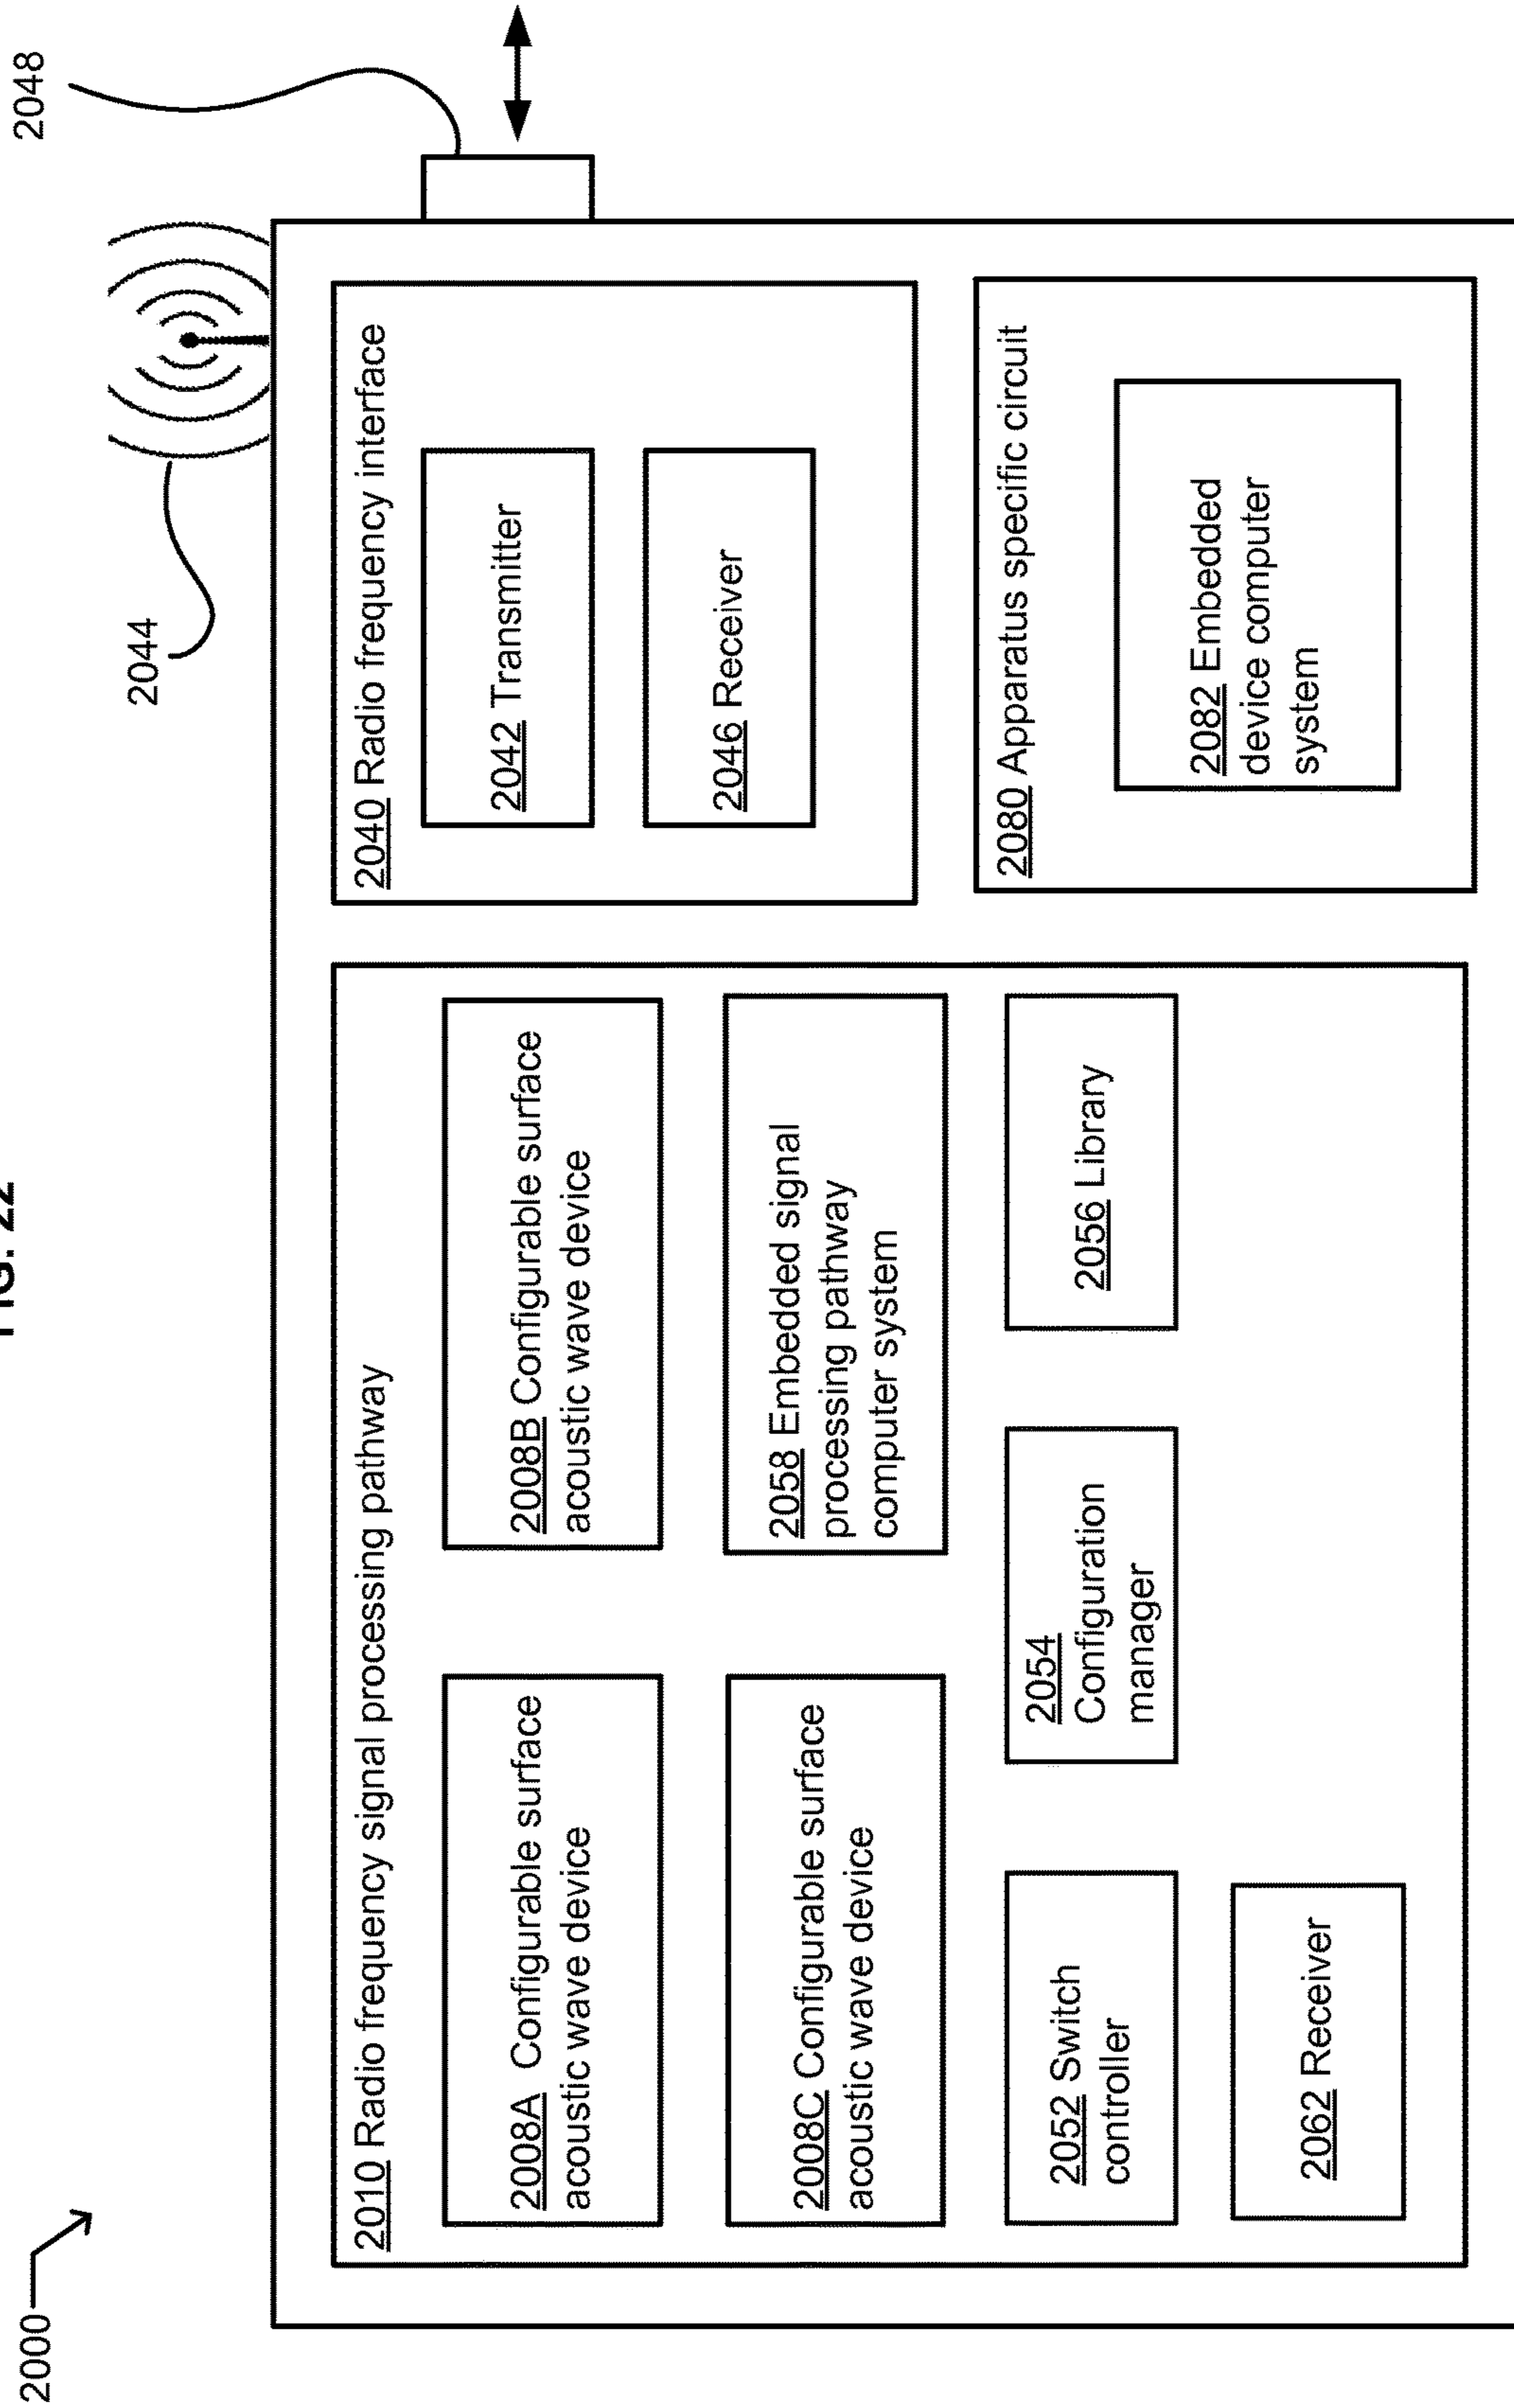 FIG. 22
2000
2048
2044
2010 Radio frequency signal processing pathway
2008A Configurable surface
acoustic wave device
2008B Configurable surface
acoustic wave device
2008C Configurable surface
acoustic wave device
2058 Embedded signal
processing pathway
computer system
2052 Switch
controller
2054
Configuration
manager
2056 Library
2062 Receiver
2040 Radio frequency interface
2042 Transmitter
2046 Receiver
2080 Apparatus specific circuit
2082 Embedded
device computer
system